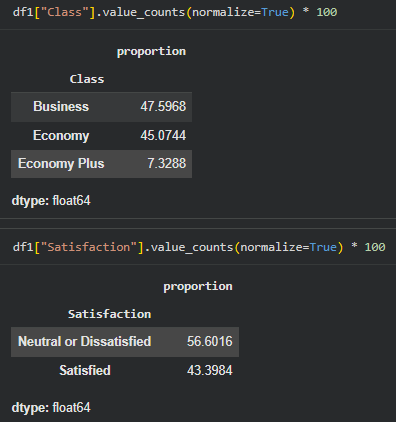 df1["Class"].value_counts(normalize=True) * 100
proportion
Class
Business 47.5968
Economy 45.0744
Economy Plus 7.3288
dtype: float64
df1["Satisfaction"].value_counts(normalize=True) * 100
proportion
Satisfaction
Neutral or Dissatisfied 56.6016
Satisfied 43.3984
dtype: float64